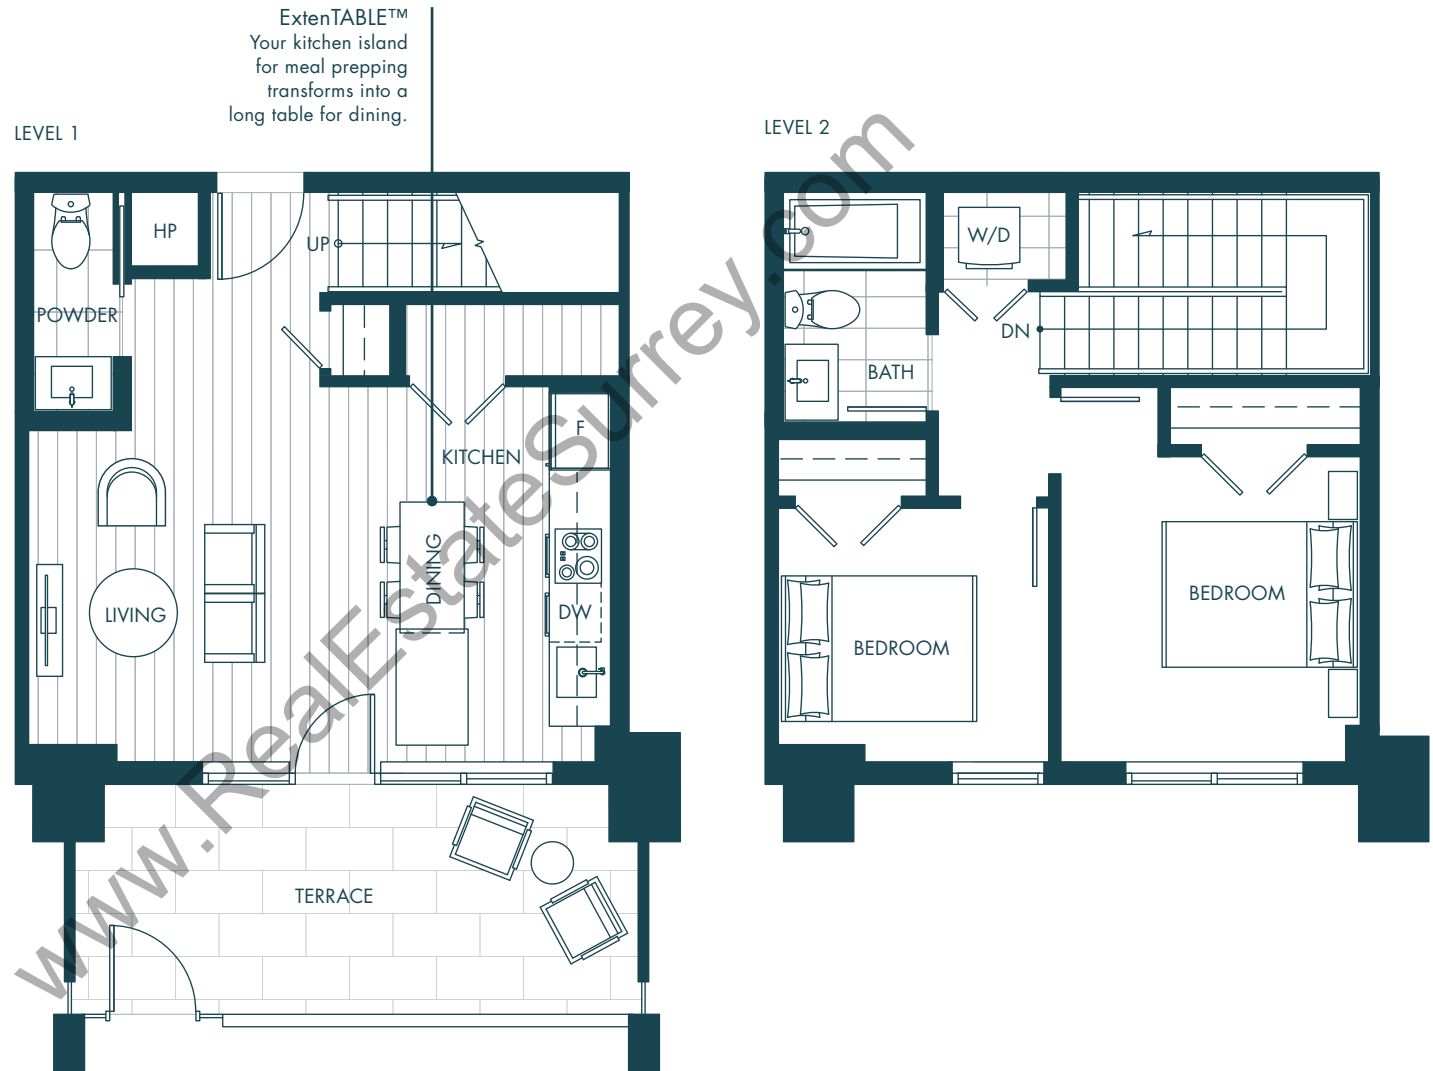 ExtenTABLE™
Your kitchen island
for meal prepping
transforms into a
long table for dining.
LEVEL 1
LEVEL 2
HP
UP
POWDER
KITCHEN
F
DINING
DW
LIVING
TERRACE
W/D
DN
BATH
BEDROOM
BEDROOM
www.RealEstateSurrey.com